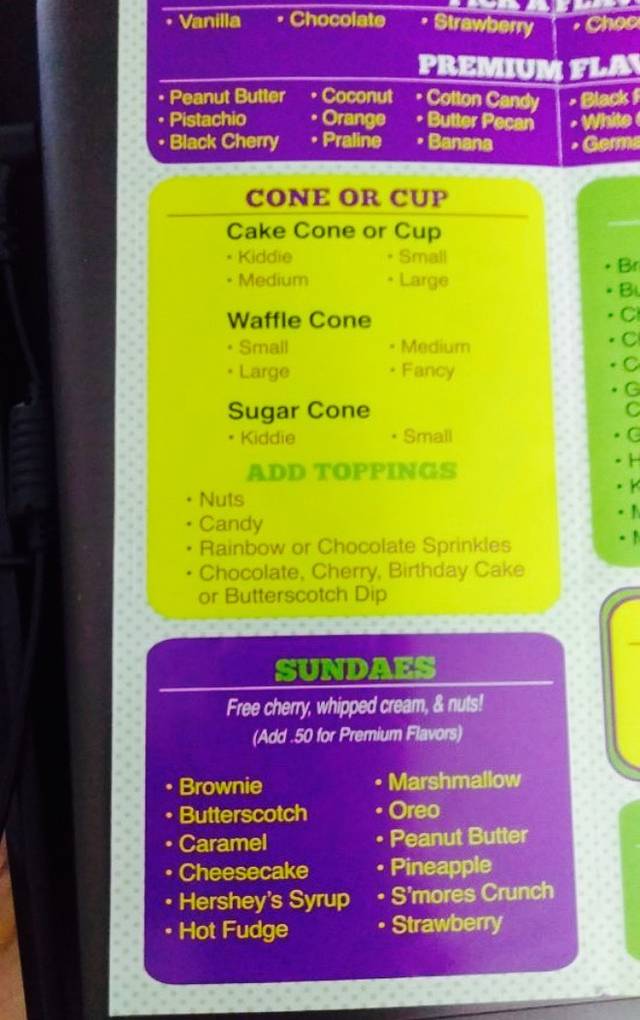 • Vanilla • Chocolate • Strawberry
PREMIUM
• Peanut Butter • Coconut • Cotton Candy • Black
• Pistachio • Orange • Butter Pecan • White
• Black Cherry • Praline • Banana
CONE OR CUP
Cake Cone or Cup
• Kiddie • Small
• Medium • Large
Waffle Cone
• Small • Medium
• Large • Fancy
Sugar Cone
• Kiddie • Small
ADD TOPPINGS
• Nuts
• Candy
• Rainbow or Chocolate Sprinkles
• Chocolate, Cherry, Birthday Cake
or Butterscotch Dip
SUNDAES
Free cherry, whipped cream, & nuts!
(Add .50 for Premium Flavors)
• Brownie • Marshmallow
• Butterscotch • Oreo
• Caramel • Peanut Butter
• Cheesecake • Pineapple
• Hershey's Syrup • S'mores Crunch
• Hot Fudge • Strawberry